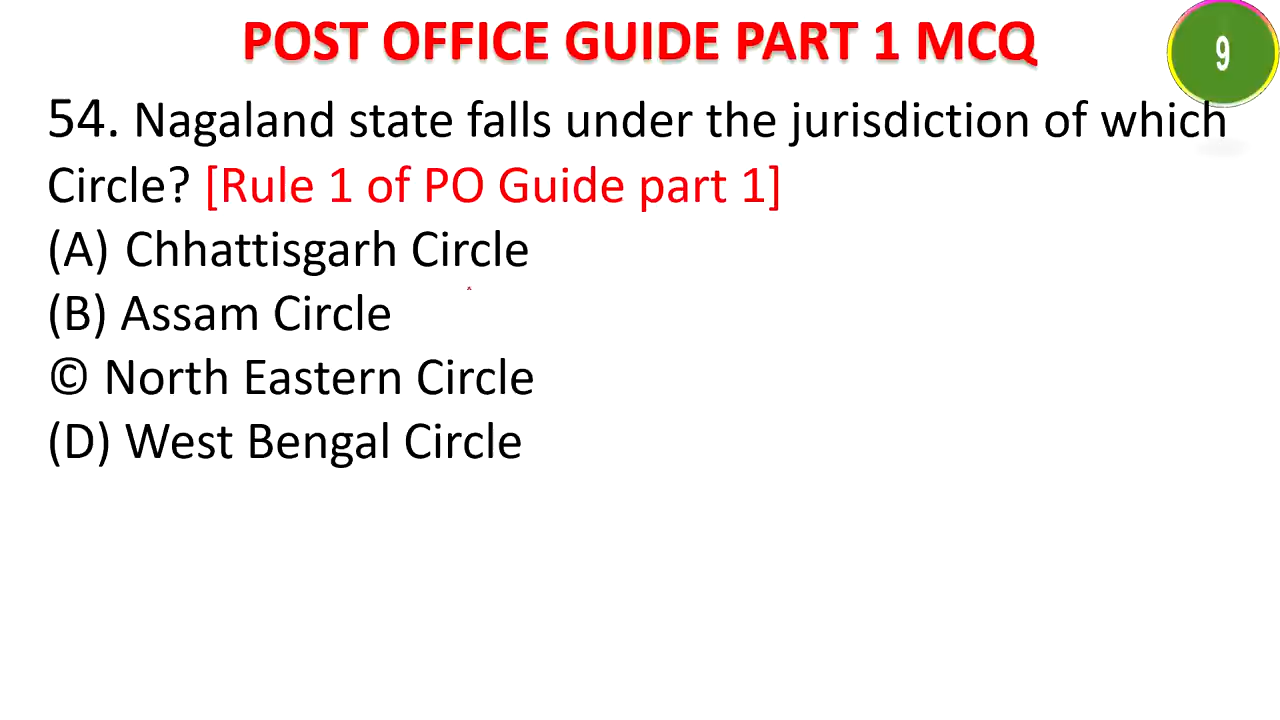 POST OFFICE GUIDE PART 1 MCQ
9
54. Nagaland state falls under the jurisdiction of which
Circle? [Rule 1 of PO Guide part 1]
(A) Chhattisgarh Circle
(B) Assam Circle
© North Eastern Circle
(D) West Bengal Circle